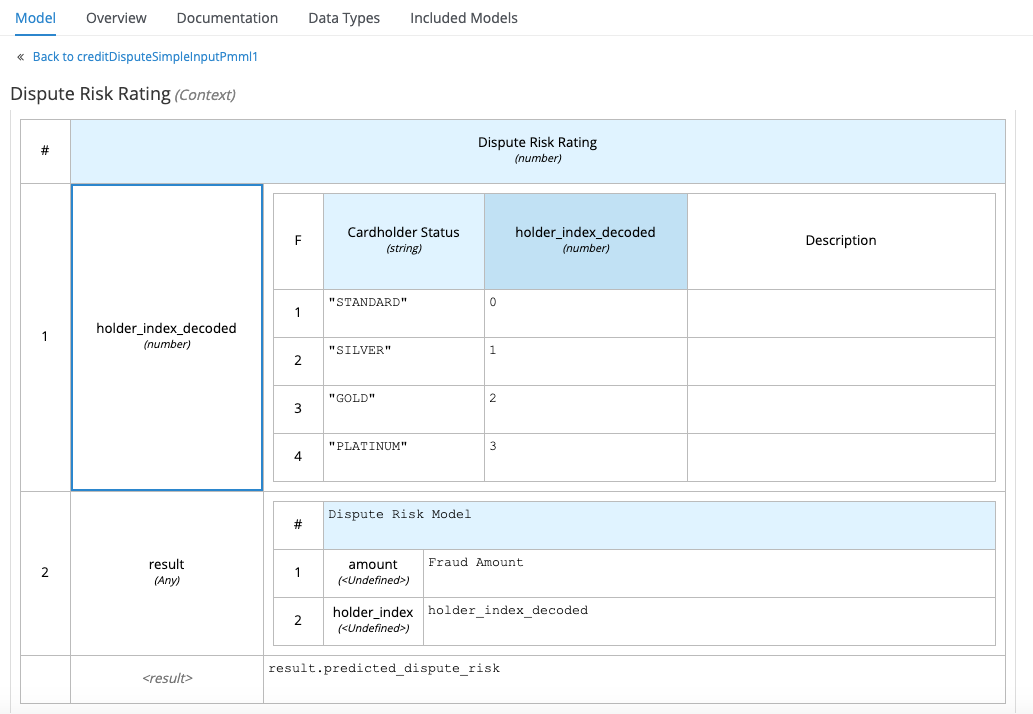 Model Overview Documentation Data Types Included Models
« Back to creditDisputeSimpleInputPmml1
Dispute Risk Rating (Context)
# Dispute Risk Rating
(number)
1 holder_index_decoded
(number)
F Cardholder Status holder_index_decoded Description
(string) (number)
1 "STANDARD" 0
2 "SILVER" 1
3 "GOLD" 2
4 "PLATINUM" 3
2 result
(Any)
# Dispute Risk Model
1 amount Fraud Amount
(<Undefined>)
2 holder_index holder_index_decoded
(<Undefined>)
<result> result.predicted_dispute_risk